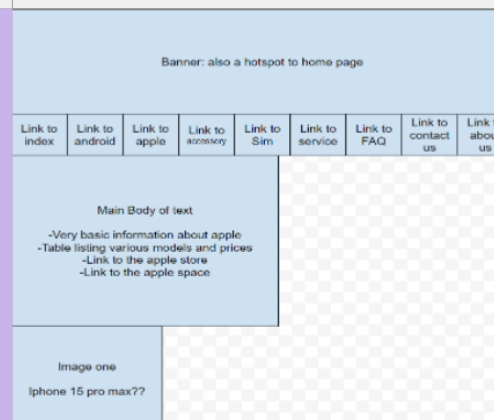 Banner: also a hotspot to home page
Link to index
Link to android
Link to apple
Link to accessory
Link to Sim
Link to service
Link to FAQ
Link to contact us
Link
us
Main Body of text
-Very basic information about apple
-Table listing various models and prices
-Link to the apple store
-Link to the apple space
Image one
Iphone 15 pro max??